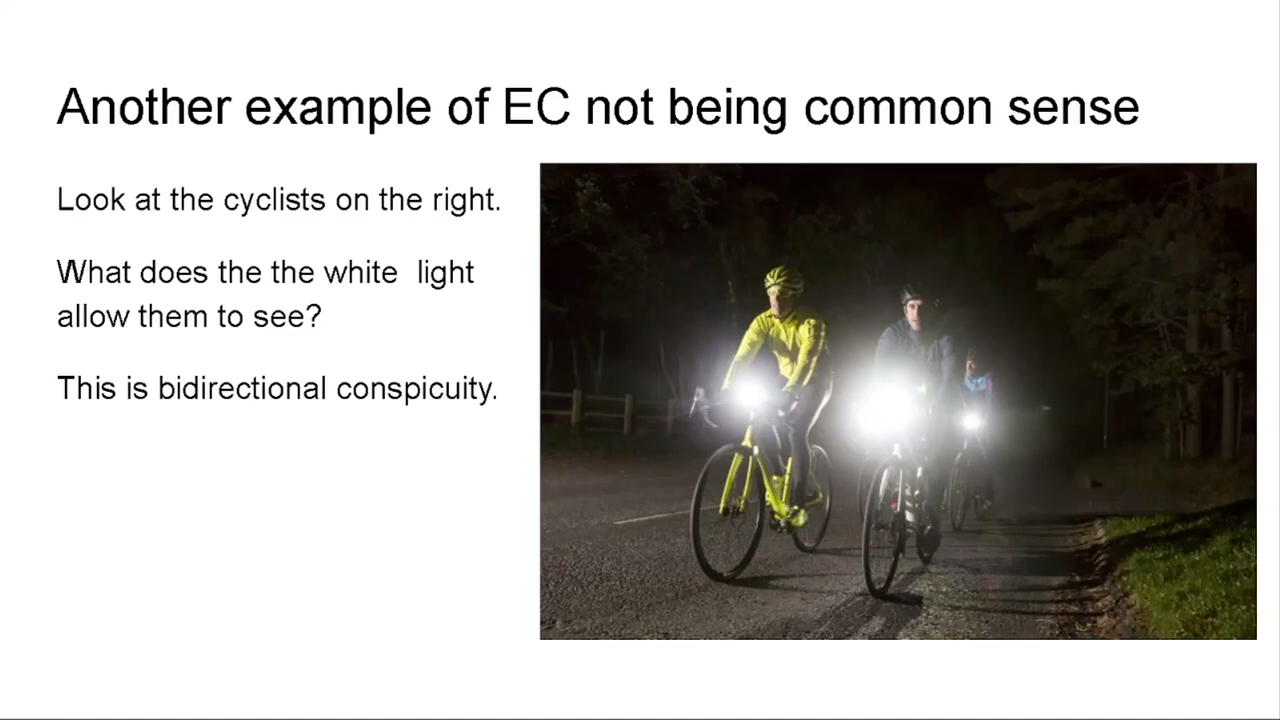 Another example of EC not being common sense
Look at the cyclists on the right.
What does the the white  light
allow them to see?
This is bidirectional conspicuity.